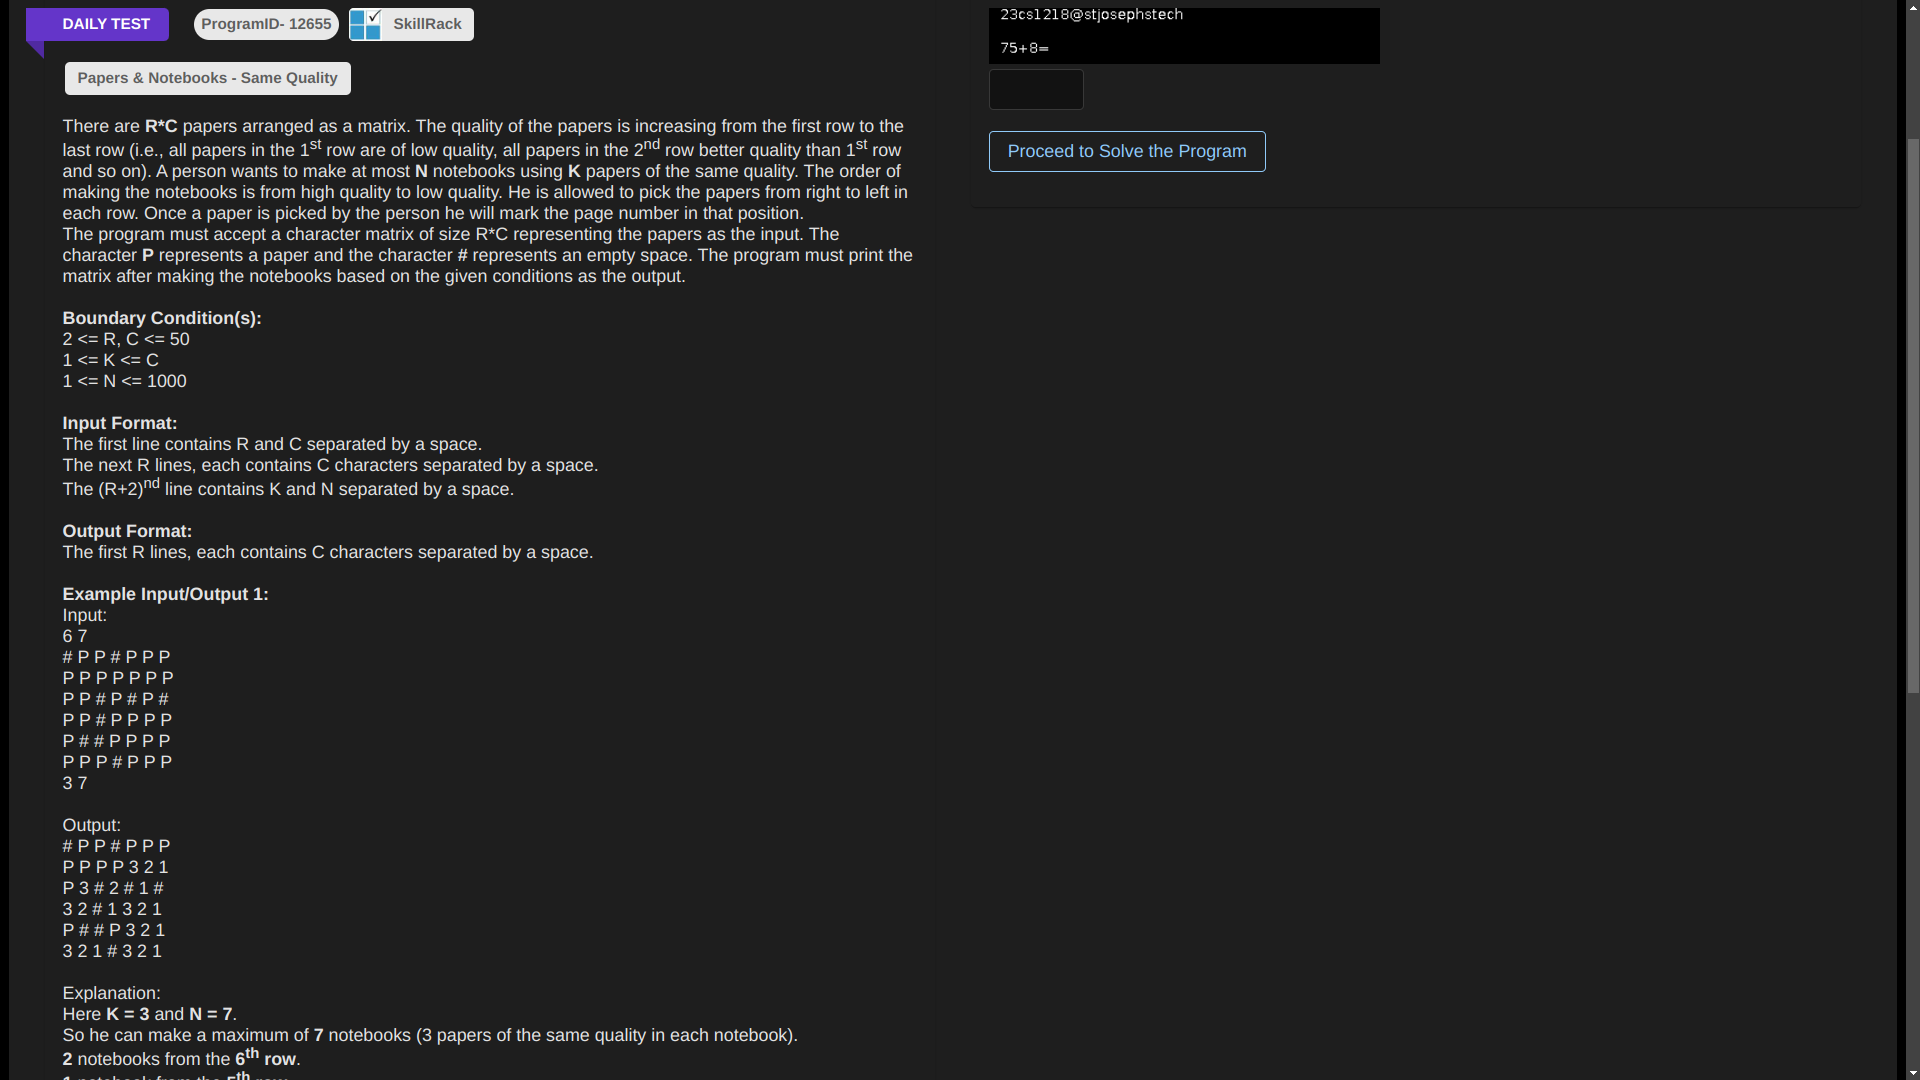 DAILY TEST
ProgramID- 12655
SkillRack
Papers & Notebooks - Same Quality
There are R*C papers arranged as a matrix. The quality of the papers is increasing from the first row to the
last row (i.e., all papers in the 1st row are of low quality, all papers in the 2nd row better quality than 1st row
and so on). A person wants to make at most N notebooks using K papers of the same quality. The order of
making the notebooks is from high quality to low quality. He is allowed to pick the papers from right to left in
each row. Once a paper is picked by the person he will mark the page number in that position.
The program must accept a character matrix of size R*C representing the papers as the input. The
character P represents a paper and the character # represents an empty space. The program must print the
matrix after making the notebooks based on the given conditions as the output.
Boundary Condition(s):
2 <= R, C <= 50
1 <= K <= C
1 <= N <= 1000
Input Format:
The first line contains R and C separated by a space.
The next R lines, each contains C characters separated by a space.
The (R+2)nd line contains K and N separated by a space.
Output Format:
The first R lines, each contains C characters separated by a space.
Example Input/Output 1:
Input:
6 7
# P P # P P P
P P P P P P P
P P # P # P #
P P # P P P P
P # # P P P P
P P P # P P P
3 7
Output:
# P P # P P P
P P P P 3 2 1
P 3 # 2 # 1 #
3 2 # 1 3 2 1
P # # P 3 2 1
3 2 1 # 3 2 1
Explanation:
Here K = 3 and N = 7.
So he can make a maximum of 7 notebooks (3 papers of the same quality in each notebook).
2 notebooks from the 6th row.
1 notebook from the 5th row.
23cs1218@stjosephstech
75+8=
Proceed to Solve the Program